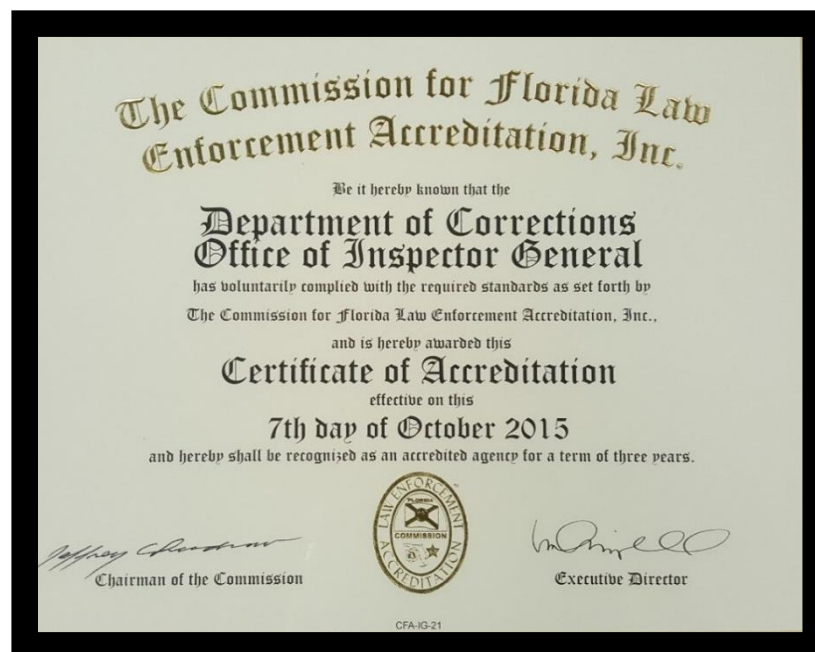 The Commission for Florida Law
Enforcement Accreditation, Inc.
Be it hereby known that the
Department of Corrections
Office of Inspector General
has voluntarily complied with the required standards as set forth by
The Commission for Florida Law Enforcement Accreditation, Inc.,
and is hereby awarded this
Certificate of Accreditation
effective on this
7th day of October 2015
and hereby shall be recognized as an accredited agency for a term of three years.
LAW ENFORCEMENT
FLORIDA
COMMISSION
ACCREDITATION
Chairman of the Commission
Executive Director
CFA-IG-21